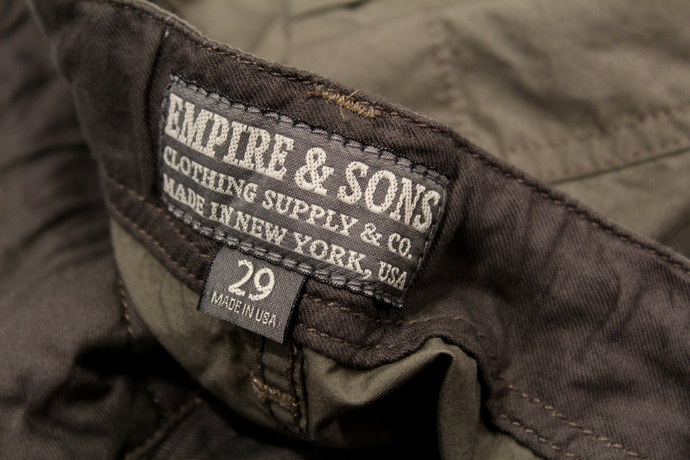 EMPIRE & SONS
CLOTHING SUPPLY & CO.
MADE IN NEW YORK, USA
29
MADE IN USA